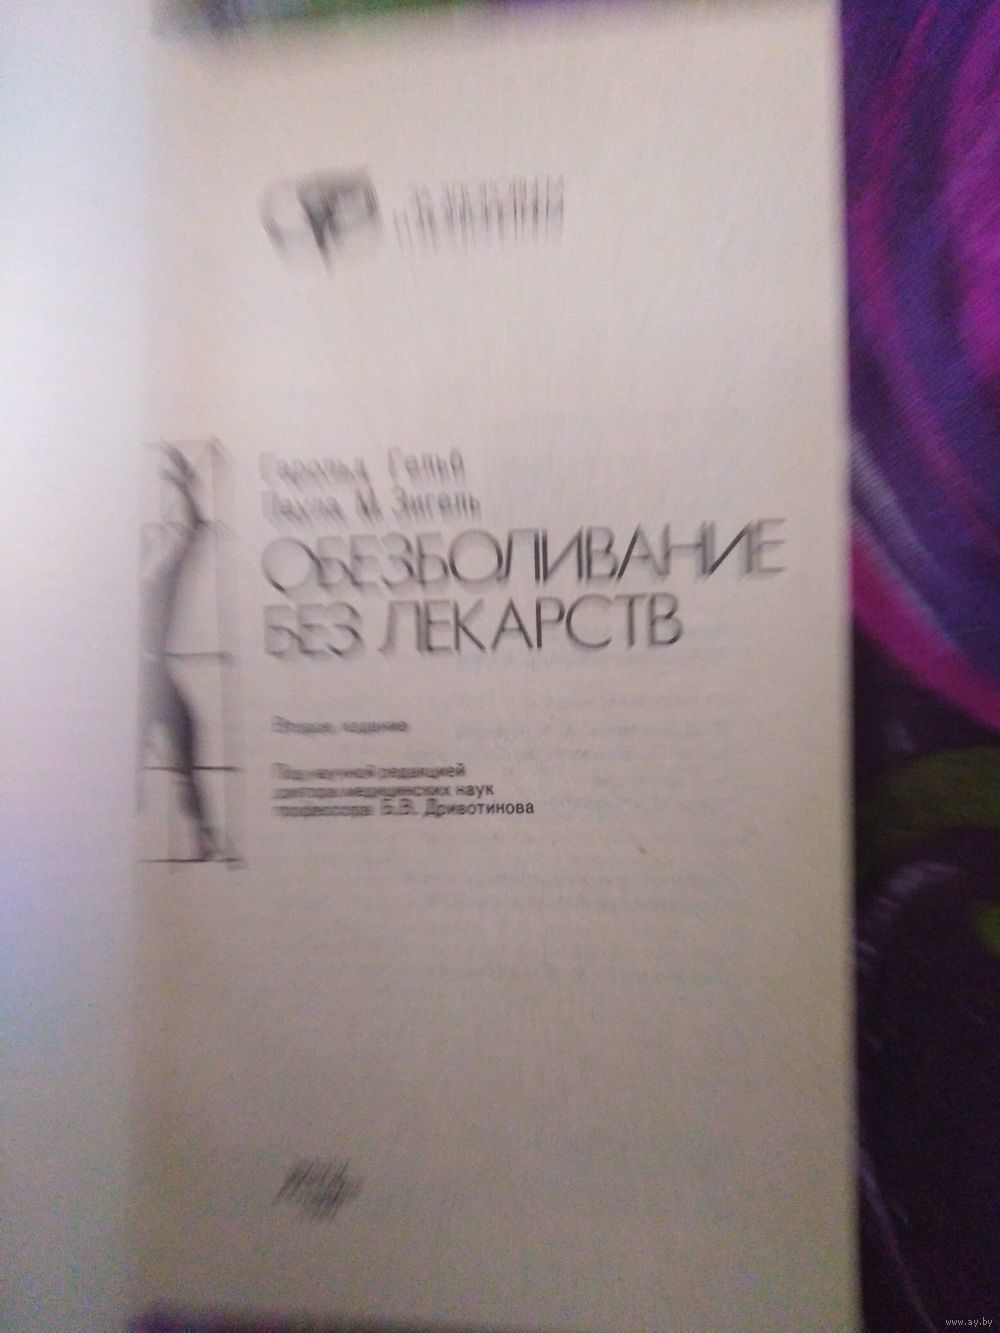 Гарольд Гельб
Паула М. Зигель
ОБЕЗБОЛИВАНИЕ
БЕЗ ЛЕКАРСТВ
Второе издание
Под научной редакцией
доктора медицинских наук
профессора Б.В. Дривотинова
www.ay.by